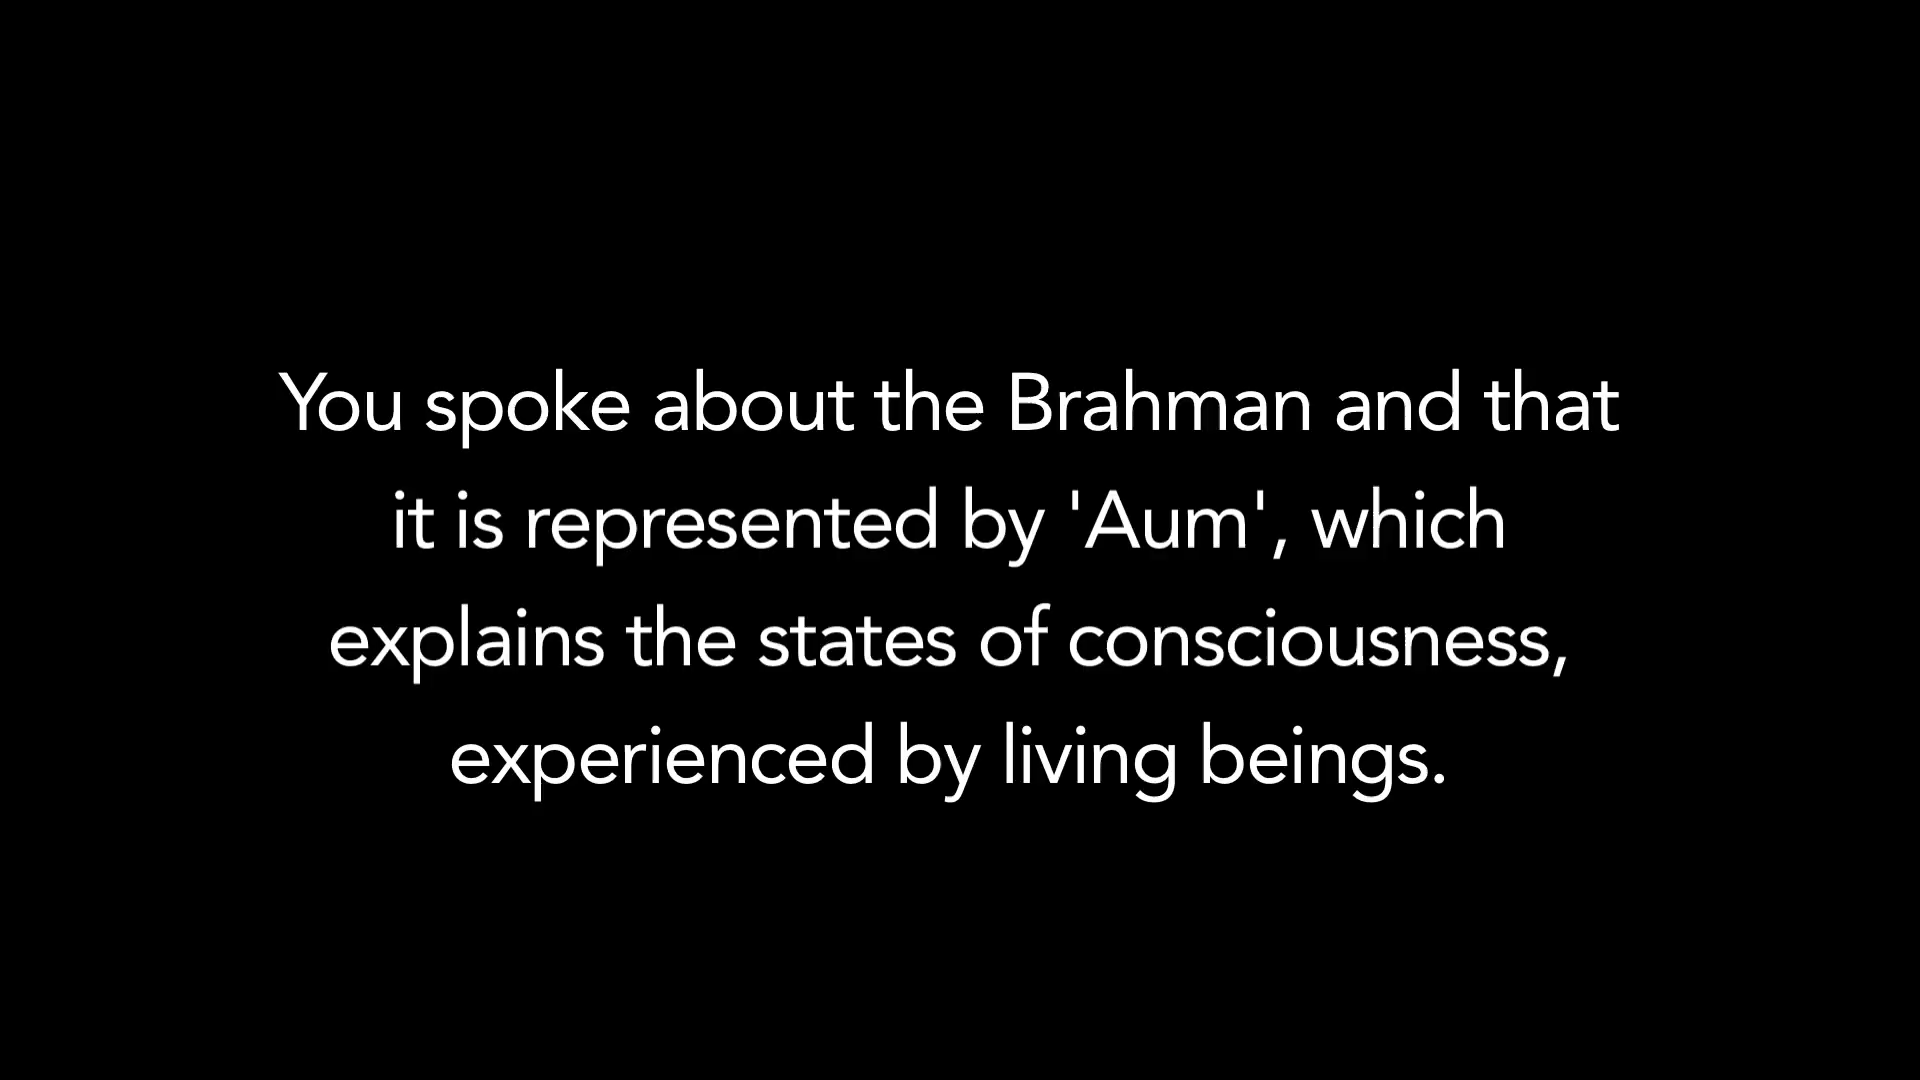 You spoke about the Brahman and that
it is represented by 'Aum', which
explains the states of consciousness,
experienced by living beings.